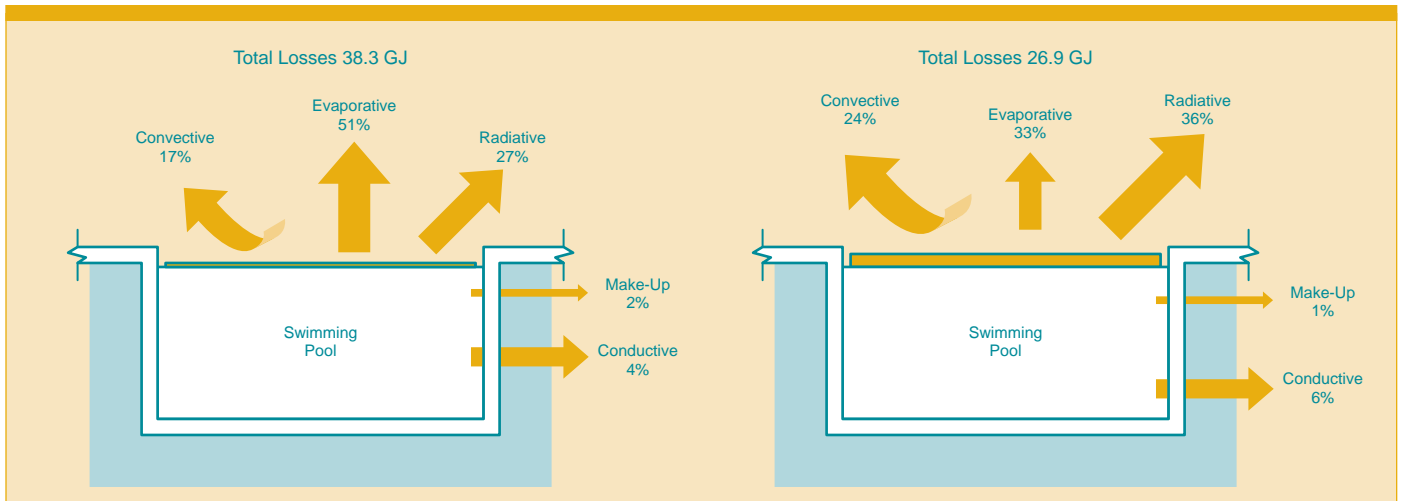 Total Losses 38.3 GJ
Evaporative
51%
Convective
17%
Radiative
27%
Make-Up
2%
Swimming
Pool
Conductive
4%
Total Losses 26.9 GJ
Convective
24%
Evaporative
33%
Radiative
36%
Make-Up
1%
Swimming
Pool
Conductive
6%